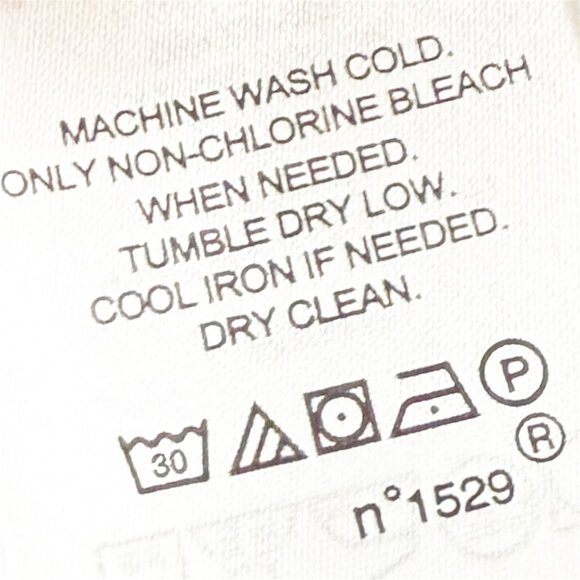 MACHINE WASH COLD.
ONLY NON-CHLORINE BLEACH
WHEN NEEDED.
TUMBLE DRY LOW.
COOL IRON IF NEEDED.
DRY CLEAN.
30 P
R
n°1529